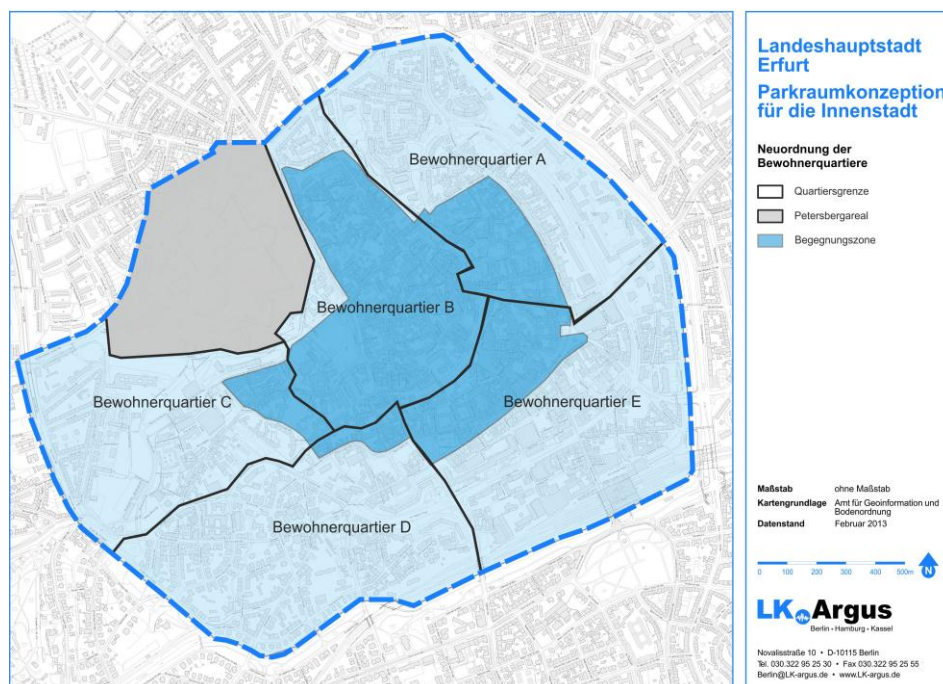 Landeshauptstadt
Erfurt
Parkraumkonzeption
für die Innenstadt
Neuordnung der
Bewohnerquartiere
Quartiersgrenze
Petersbergareal
Begegnungszone
Bewohnerquartier A
Bewohnerquartier B
Bewohnerquartier C
Bewohnerquartier E
Bewohnerquartier D
Maßstab ohne Maßstab
Kartengrundlage Amt für Geoinformation und
Bodenordnung
Datenstand Februar 2013
0 100 200 300 400 500m N
LK Argus
Berlin • Hamburg • Kassel
Novalisstraße 10 • D-10115 Berlin
Tel. 030.322 95 25 30 • Fax 030.322 95 25 55
Berlin@LK-argus.de • www.LK-argus.de